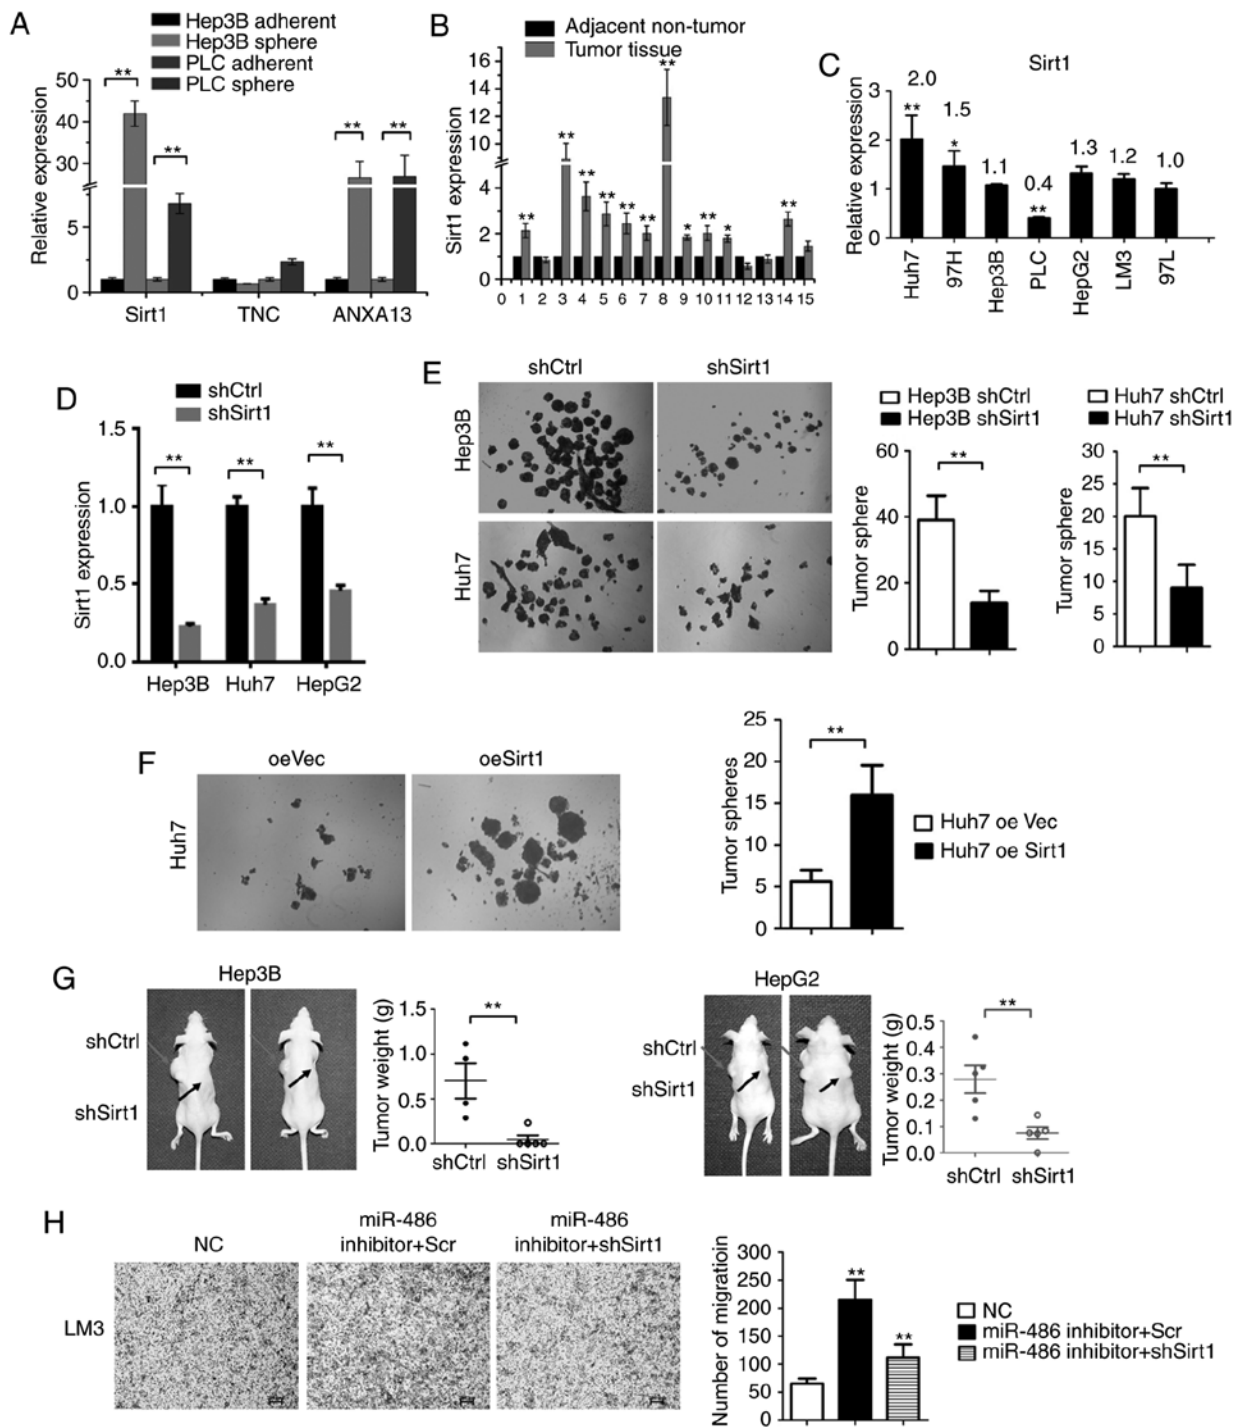 A
Hep3B adherent
Hep3B sphere
PLC adherent
PLC sphere
Relative expression
50
40
30
5
0
**
**
**
**
Sirt1
TNC
ANXA13
B
Adjacent non-tumor
Tumor tissue
Sirt1 expression
16
14
12
10
4
2
0
**
**
**
**
**
**
**
*
**
*
**
0 1 2 3 4 5 6 7 8 9 10 11 12 13 14 15
C
Sirt1
Relative expression
3
2
1
0
2.0
1.5
1.1
0.4
1.3
1.2
1.0
**
*
**
Huh7
97H
Hep3B
PLC
HepG2
LM3
97L
D
shCtrl
shSirt1
Sirt1 expression
1.5
1.0
0.5
0.0
**
**
**
Hep3B
Huh7
HepG2
E
shCtrl
shSirt1
Hep3B
Huh7
Hep3B shCtrl
Hep3B shSirt1
Tumor sphere
60
40
20
0
**
Huh7 shCtrl
Huh7 shSirt1
Tumor sphere
30
25
20
15
10
5
0
**
F
oeVec
oeSirt1
Huh7
Tumor spheres
25
20
15
10
5
0
**
Huh7 oe Vec
Huh7 oe Sirt1
G
Hep3B
shCtrl
shSirt1
Tumor weight (g)
1.5
1.0
0.5
0.0
**
shCtrl
shSirt1
HepG2
shCtrl
shSirt1
Tumor weight (g)
0.5
0.4
0.3
0.2
0.1
0.0
**
shCtrl
shSirt1
H
NC
miR-486
inhibitor+Scr
miR-486
inhibitor+shSirt1
LM3
Number of migratioin
300
250
200
150
100
50
0
**
**
NC
miR-486 inhibitor+Scr
miR-486 inhibitor+shSirt1